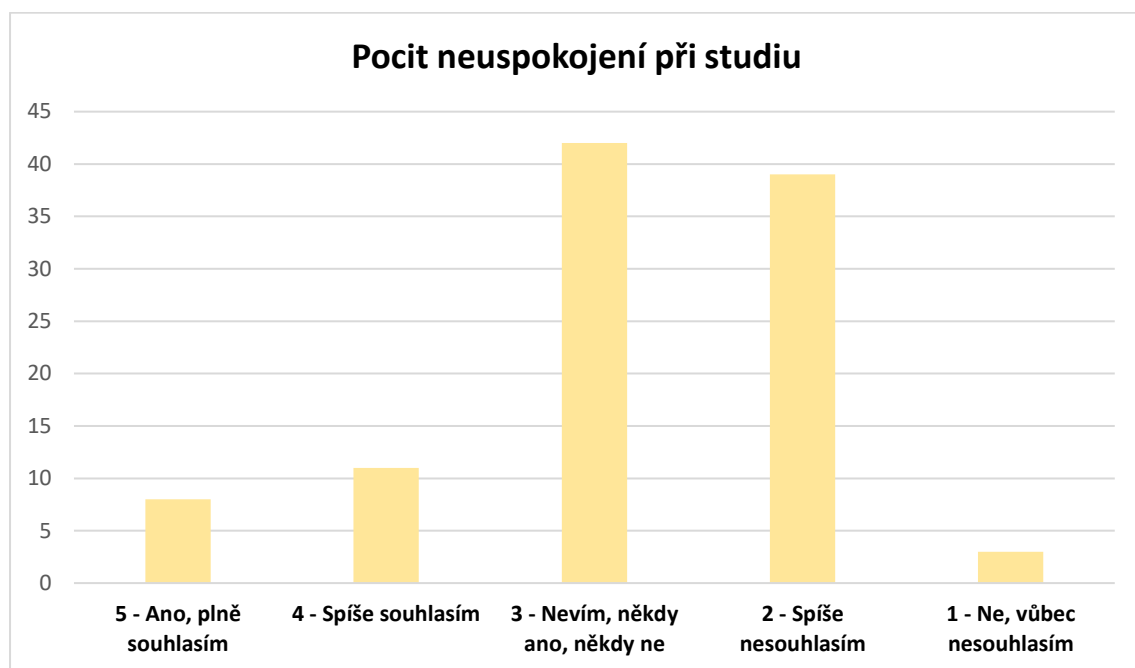 Pocit neuspokojení při studiu
45
40
35
30
25
20
15
10
5
0
5 - Ano, plně
souhlasím
4 - Spíše souhlasím
3 - Nevím, někdy
ano, někdy ne
2 - Spíše
nesouhlasím
1 - Ne, vůbec
nesouhlasím